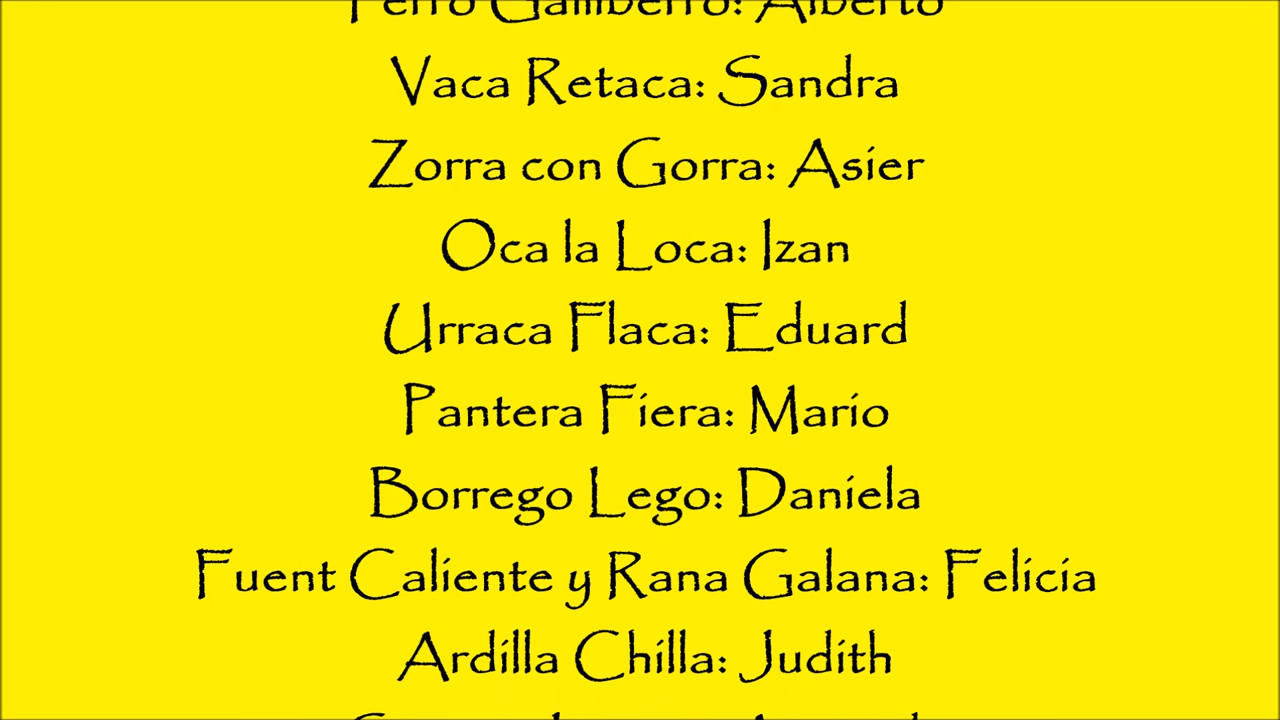 Alberto
Vaca Retaca: Sandra
Zorra con Gorra: Asier
Oca la Loca: Izan
Urraca Flaca: Eduard
Pantera Fiera: Mario
Borrego Lego: Daniela
Fuent Caliente y Rana Galana: Felicia
Ardilla Chilla: Judith